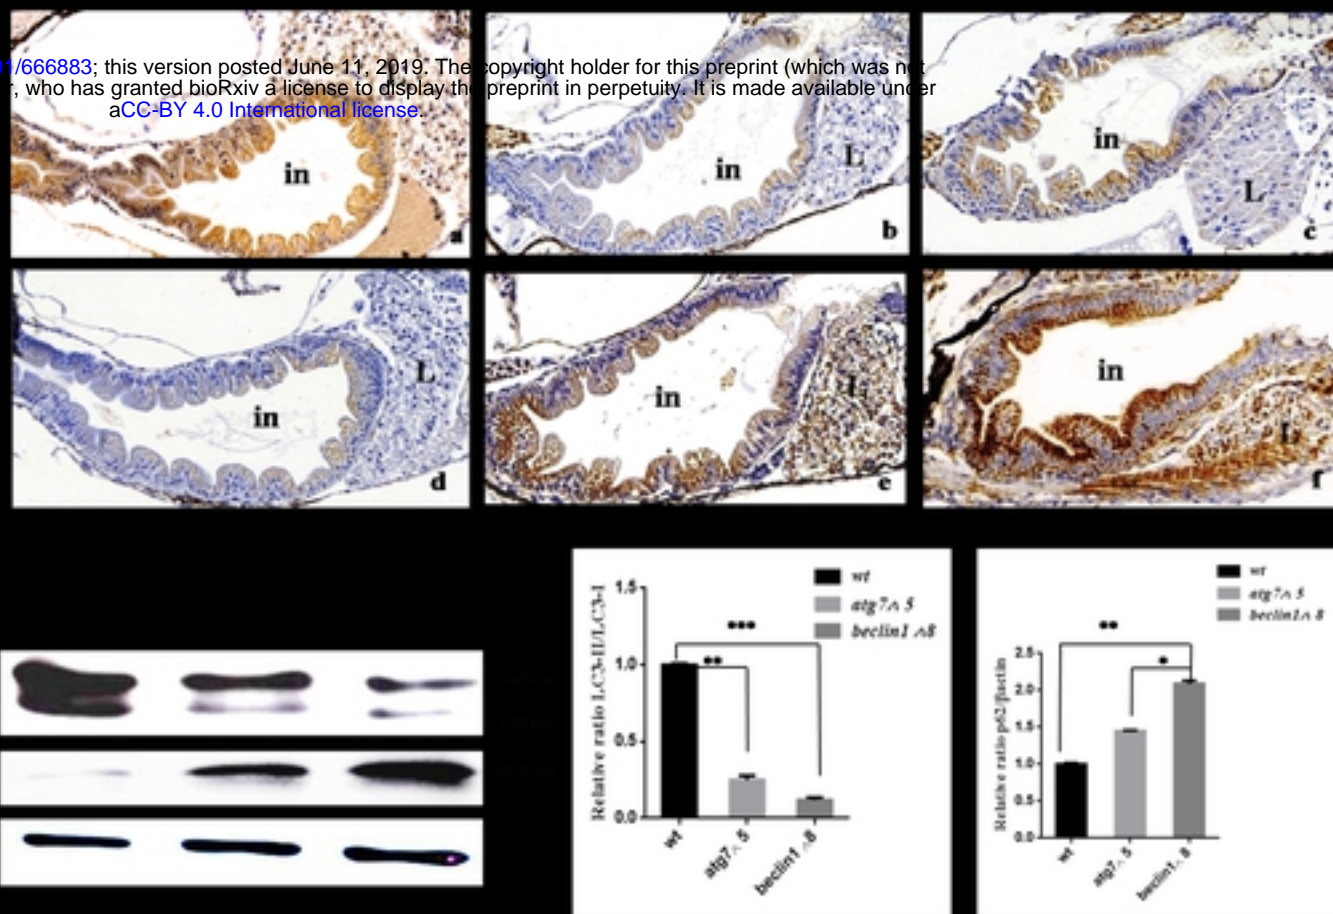 1/666883; this version posted June 11, 2019. The copyright holder for this preprint (which was not
r, who has granted bioRxiv a license to display the preprint in perpetuity. It is made available under
aCC-BY 4.0 International license.
in
a
in
L
b
in
L
c
in
L
d
in
L
e
in
L
f
Relative ratio LC3-II/LC3-I
1.5
1.0
0.5
0.0
wt
atg7∧ 5
beclin1 ∧8
***
**
wt
atg7∧ 5
beclin1 ∧8
Relative ratio p62/βactin
2.5
2.0
1.5
1.0
0.5
0.0
wt
atg7∧ 5
beclin1∧8
**
*
wt
atg7∧ 5
beclin1∧ 8